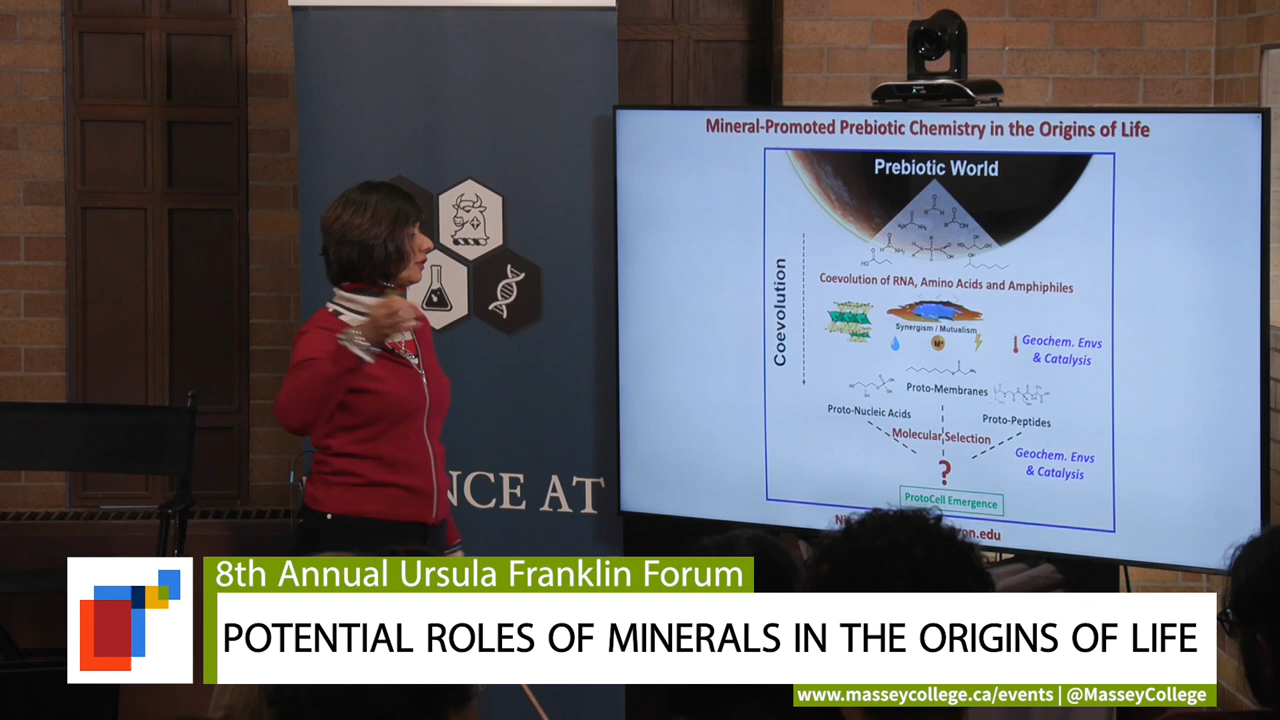 Mineral-Promoted Prebiotic Chemistry in the Origins of Life
Prebiotic World
Coevolution
Coevolution of RNA, Amino Acids and Amphiphiles
Synergism / Mutualism
Geochem. Envs
& Catalysis
Proto-Membranes
Proto-Nucleic Acids
Proto-Peptides
Molecular Selection
Geochem. Envs
& Catalysis
?
ProtoCell Emergence
NCE AT
8th Annual Ursula Franklin Forum
POTENTIAL ROLES OF MINERALS IN THE ORIGINS OF LIFE
www.masseycollege.ca/events | @MasseyCollege